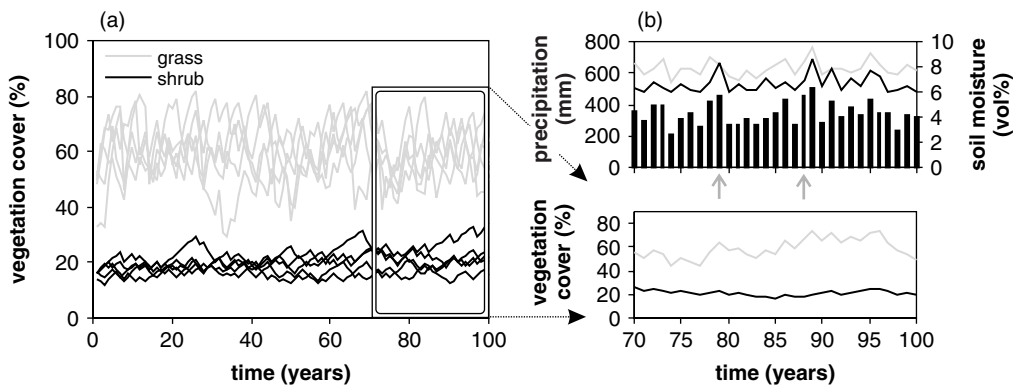 (a)
100
80
60
40
20
0
vegetation cover (%)
grass
shrub
0 20 40 60 80 100
time (years)
(b)
800
600
400
200
0
precipitation
(mm)
10
8
6
4
2
0
soil moisture
(vol%)
80
60
40
20
0
vegetation
cover (%)
70 75 80 85 90 95 100
time (years)